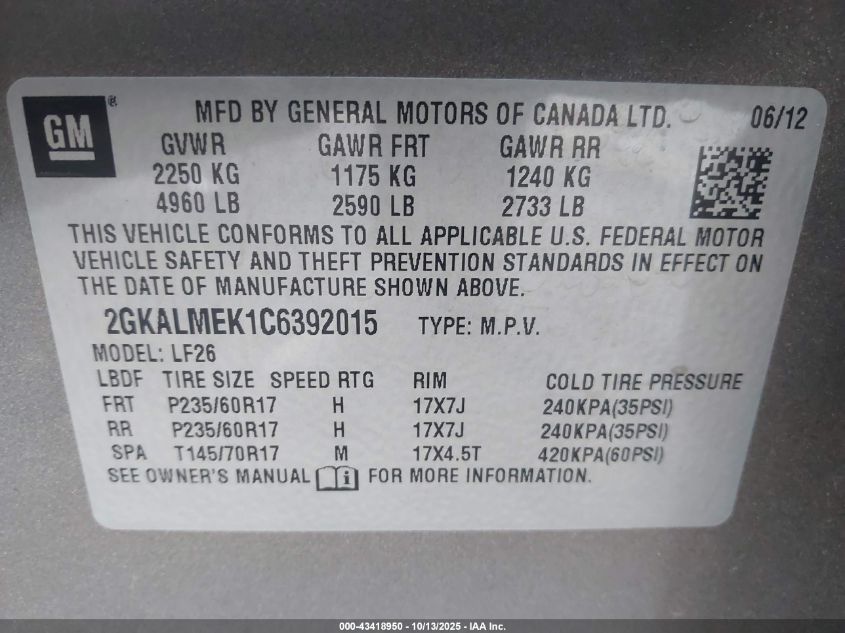 GM ®
MFD BY GENERAL MOTORS OF CANADA LTD. 06/12
GVWR GAWR FRT GAWR RR
2250 KG 1175 KG 1240 KG
4960 LB 2590 LB 2733 LB
THIS VEHICLE CONFORMS TO ALL APPLICABLE U.S. FEDERAL MOTOR
VEHICLE SAFETY AND THEFT PREVENTION STANDARDS IN EFFECT ON
THE DATE OF MANUFACTURE SHOWN ABOVE.
2GKALMEK1C6392015 TYPE: M.P.V.
MODEL: LF26
LBDF TIRE SIZE SPEED RTG RIM COLD TIRE PRESSURE
FRT P235/60R17 H 17X7J 240KPA(35PSI)
RR P235/60R17 H 17X7J 240KPA(35PSI)
SPA T145/70R17 M 17X4.5T 420KPA(60PSI)
SEE OWNER'S MANUAL i FOR MORE INFORMATION.
000-43418950 - 10/13/2025 - IAA Inc.